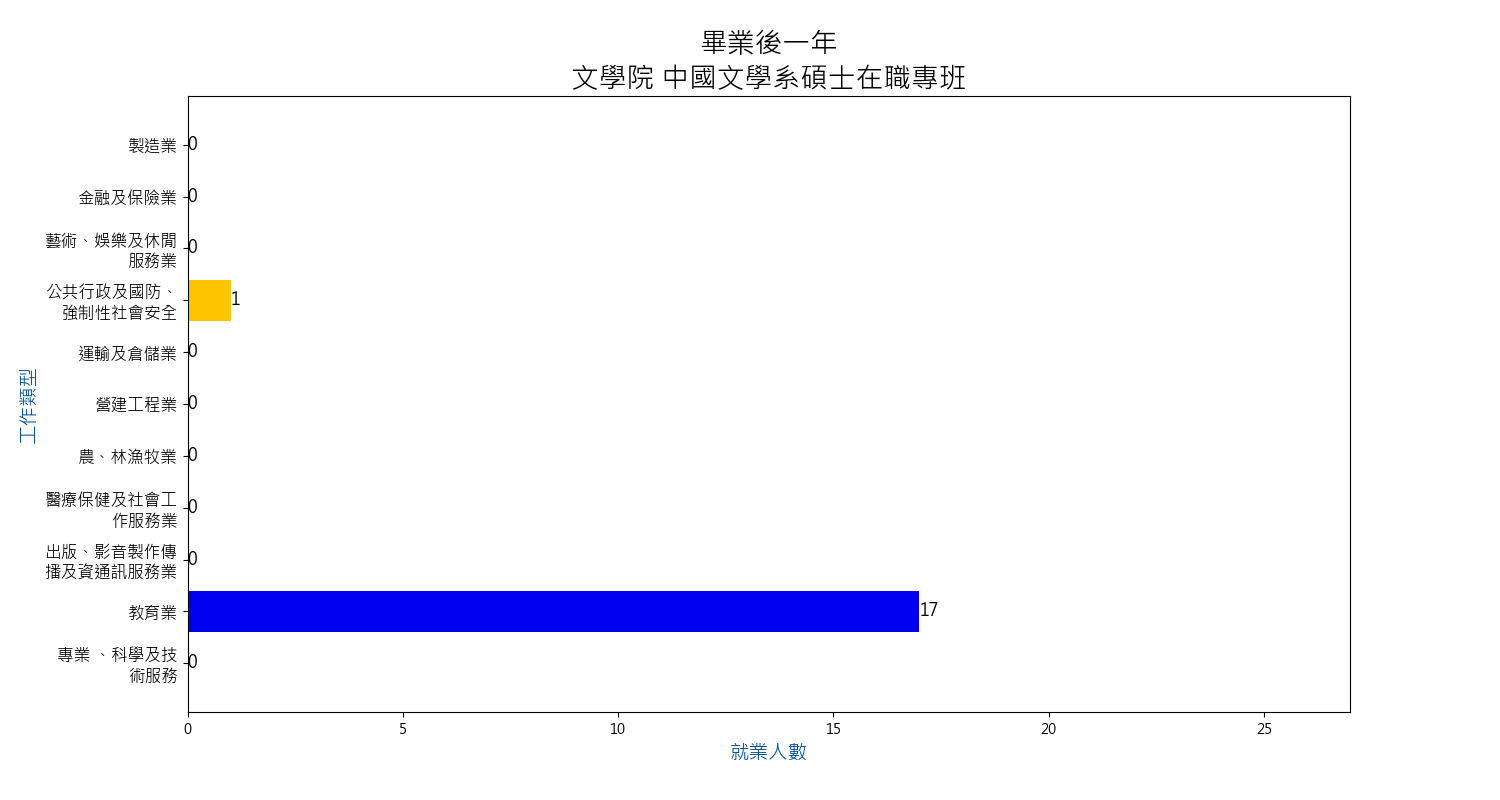 畢業後一年
文學院 中國文學系碩士在職專班
製造業
0
金融及保險業
0
藝術、娛樂及休閒
服務業
0
公共行政及國防、
強制性社會安全
1
運輸及倉儲業
0
營建工程業
0
農、林漁牧業
0
醫療保健及社會工
作服務業
0
出版、影音製作傳
播及資通訊服務業
0
教育業
17
專業 、科學及技
術服務
0
工作類型
0 5 10 15 20 25
就業人數